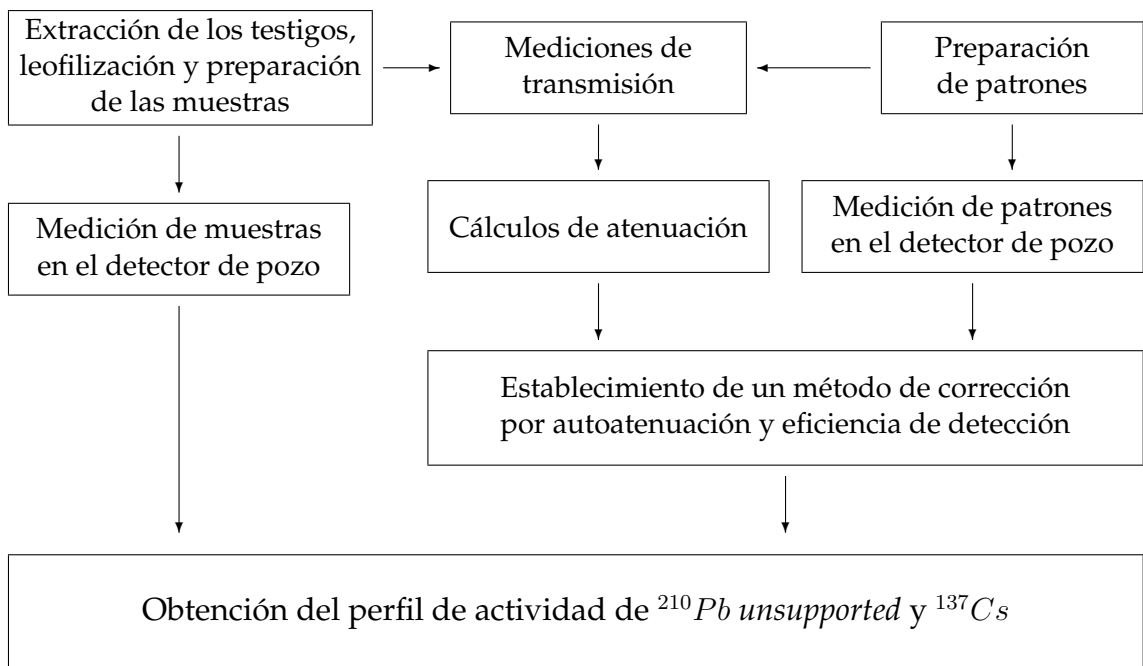 Extracción de los testigos,
leofilización y preparación
de las muestras
Mediciones de
transmisión
Preparación
de patrones
Medición de muestras
en el detector de pozo
Cálculos de atenuación
Medición de patrones
en el detector de pozo
Establecimiento de un método de corrección
por autoatenuación y eficiencia de detección
Obtención del perfil de actividad de ²¹⁰Pb unsupported y ¹³⁷Cs